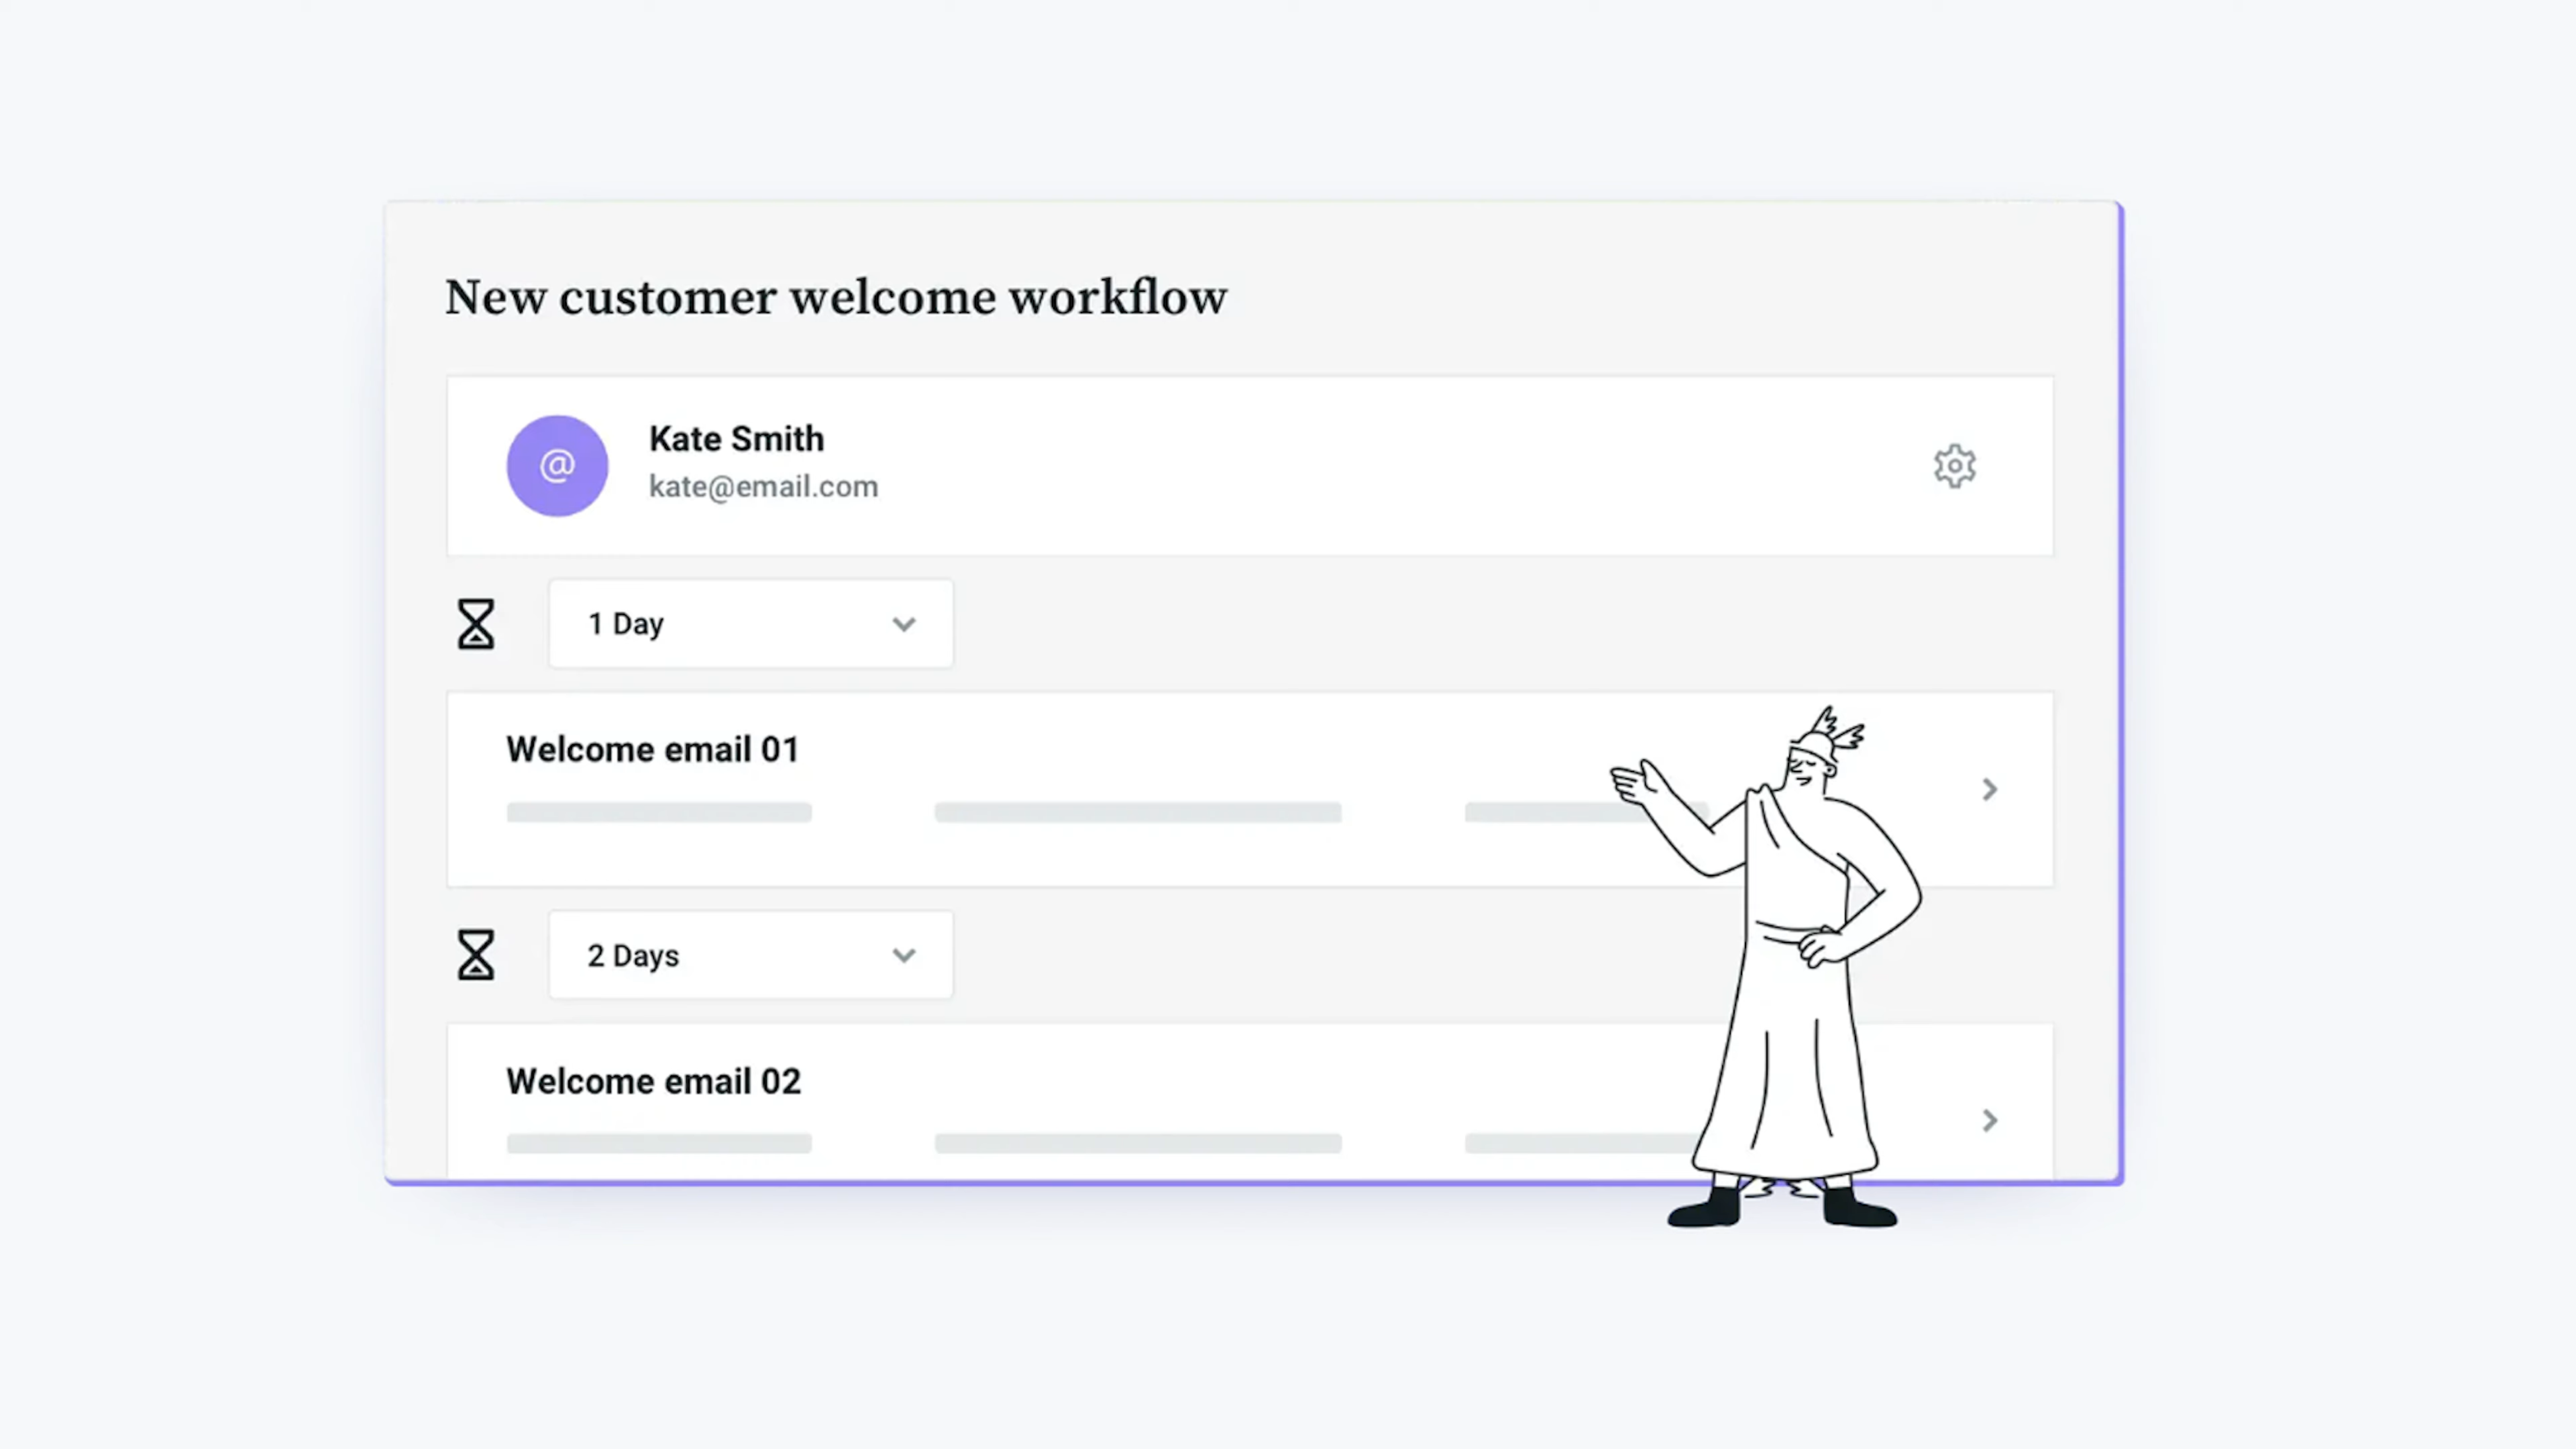 New customer welcome workflow
@
Kate Smith
kate@email.com
1 Day
Welcome email 01
2 Days
Welcome email 02